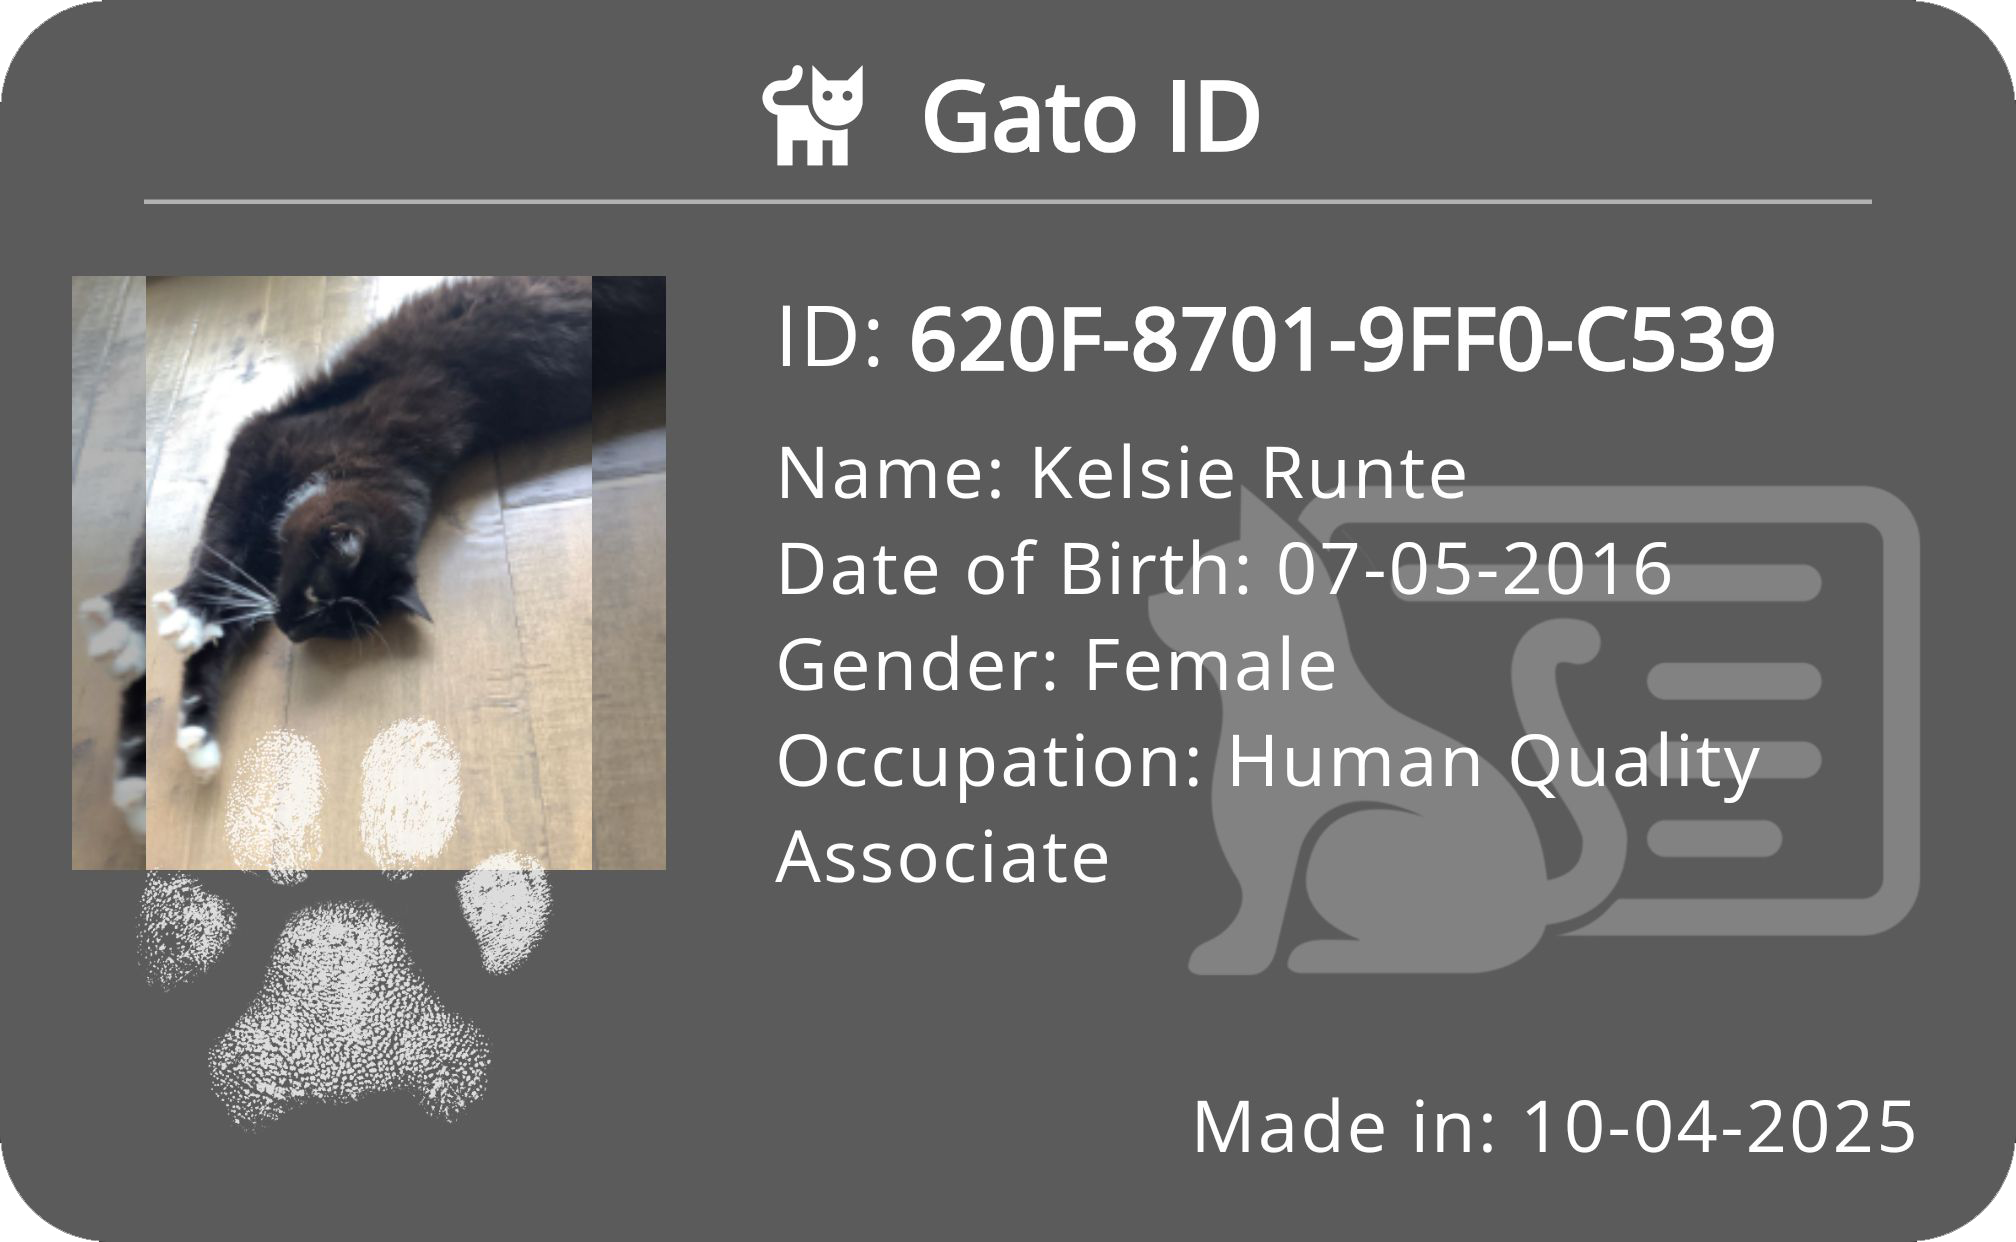 Gato ID
ID: 620F-8701-9FF0-C539
Name: Kelsie Runte
Date of Birth: 07-05-2016
Gender: Female
Occupation: Human Quality
Associate
Made in: 10-04-2025